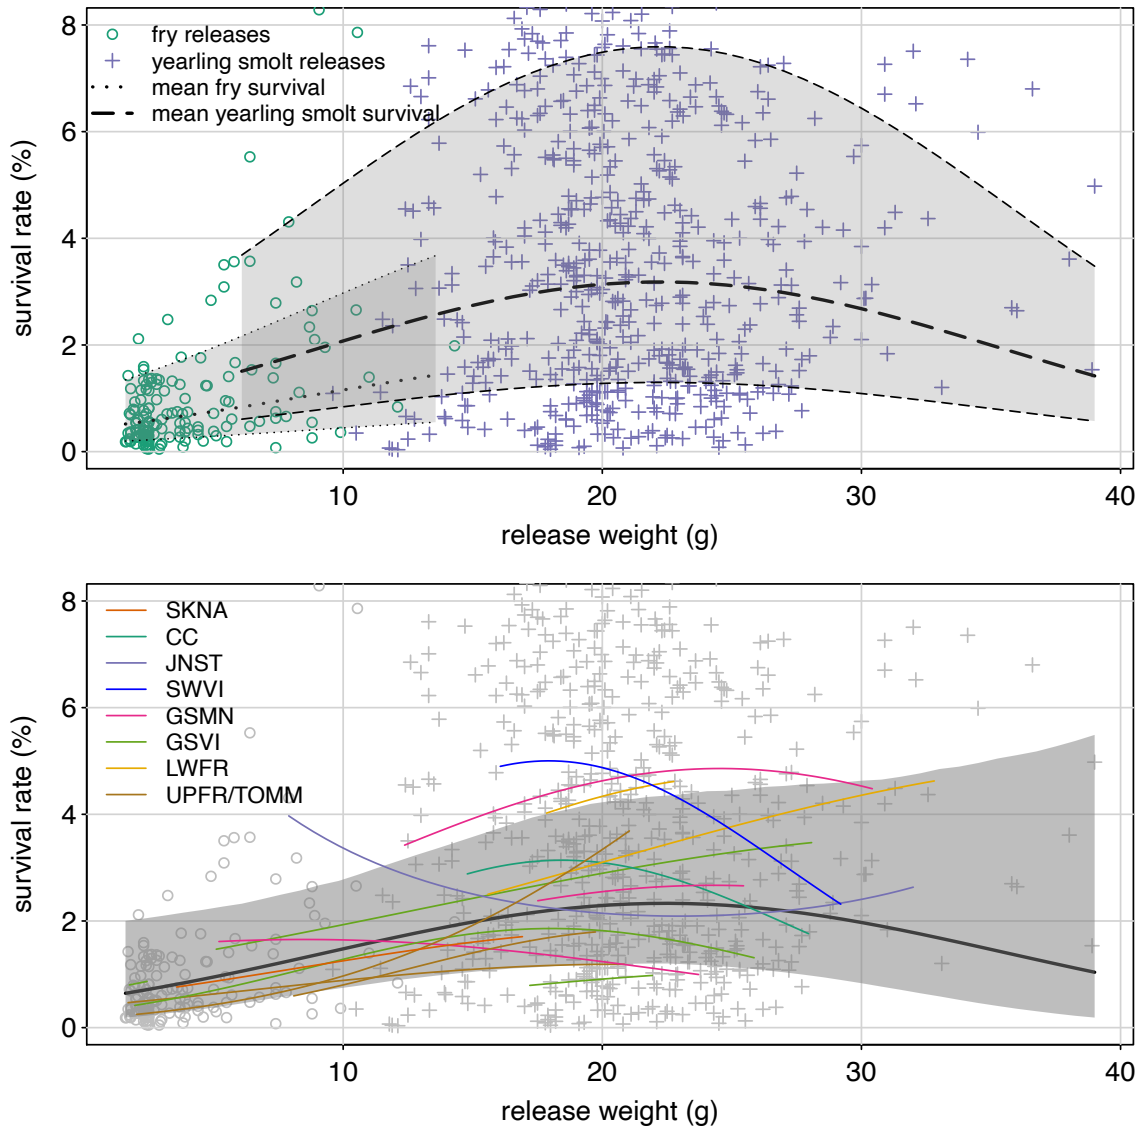 8
6
4
2
0
survival rate (%)
fry releases
yearling smolt releases
mean fry survival
mean yearling smolt survival
10
20
30
40
release weight (g)
8
6
4
2
0
survival rate (%)
SKNA
CC
JNST
SWVI
GSMN
GSVI
LWFR
UPFR/TOMM
10
20
30
40
release weight (g)